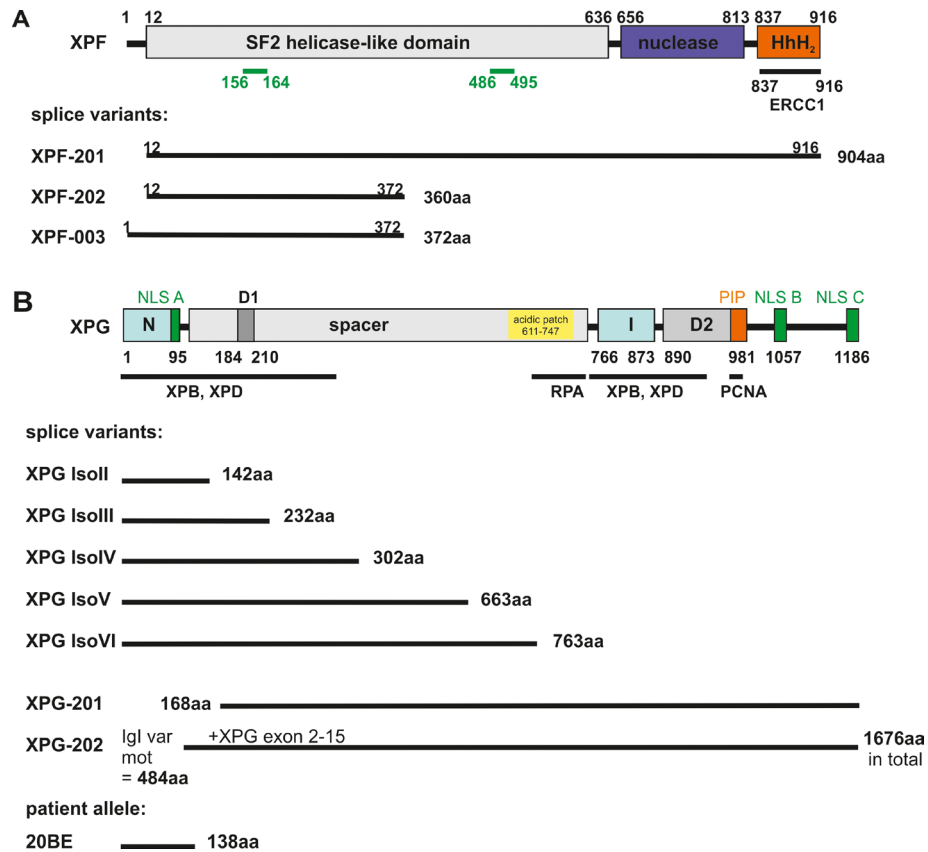 A
1 12 636 656 813 837 916
XPF SF2 helicase-like domain nuclease HhH₂
156 164 486 495 837 916
ERCC1
splice variants:
XPF-201 12 916 904aa
XPF-202 12 372 360aa
XPF-003 1 372 372aa
B
NLS A D1 PIP NLS B NLS C
XPG N spacer acidic patch I D2
611-747
1 95 184 210 766 873 890 981 1057 1186
XPB, XPD RPA XPB, XPD PCNA
splice variants:
XPG IsoII 142aa
XPG IsoIII 232aa
XPG IsoIV 302aa
XPG IsoV 663aa
XPG IsoVI 763aa
XPG-201 168aa
XPG-202 IgI var +XPG exon 2-15 1676aa
mot in total
= 484aa
patient allele:
20BE 138aa